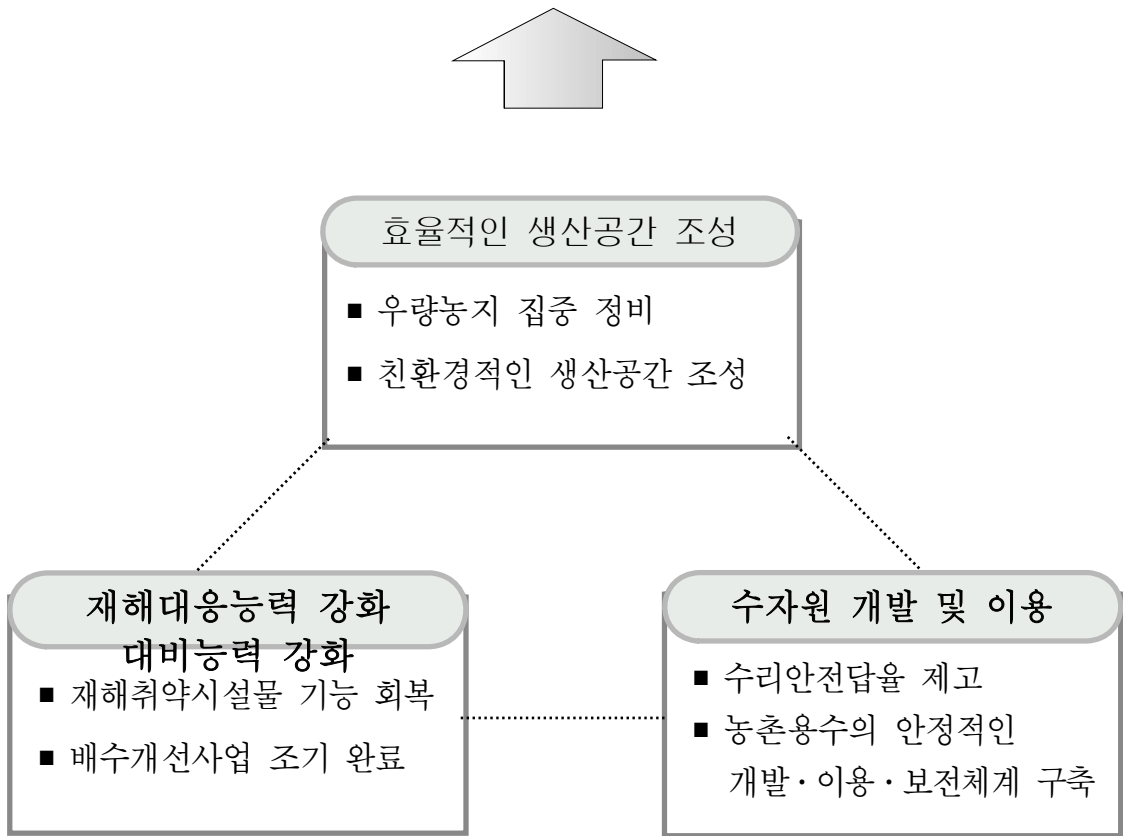 효율적인 생산공간 조성
■ 우량농지 집중 정비
■ 친환경적인 생산공간 조성
재해대응능력 강화
대비능력 강화
■ 재해취약시설물 기능 회복
■ 배수개선사업 조기 완료
수자원 개발 및 이용
■ 수리안전답율 제고
■ 농촌용수의 안정적인
개발·이용·보전체계 구축